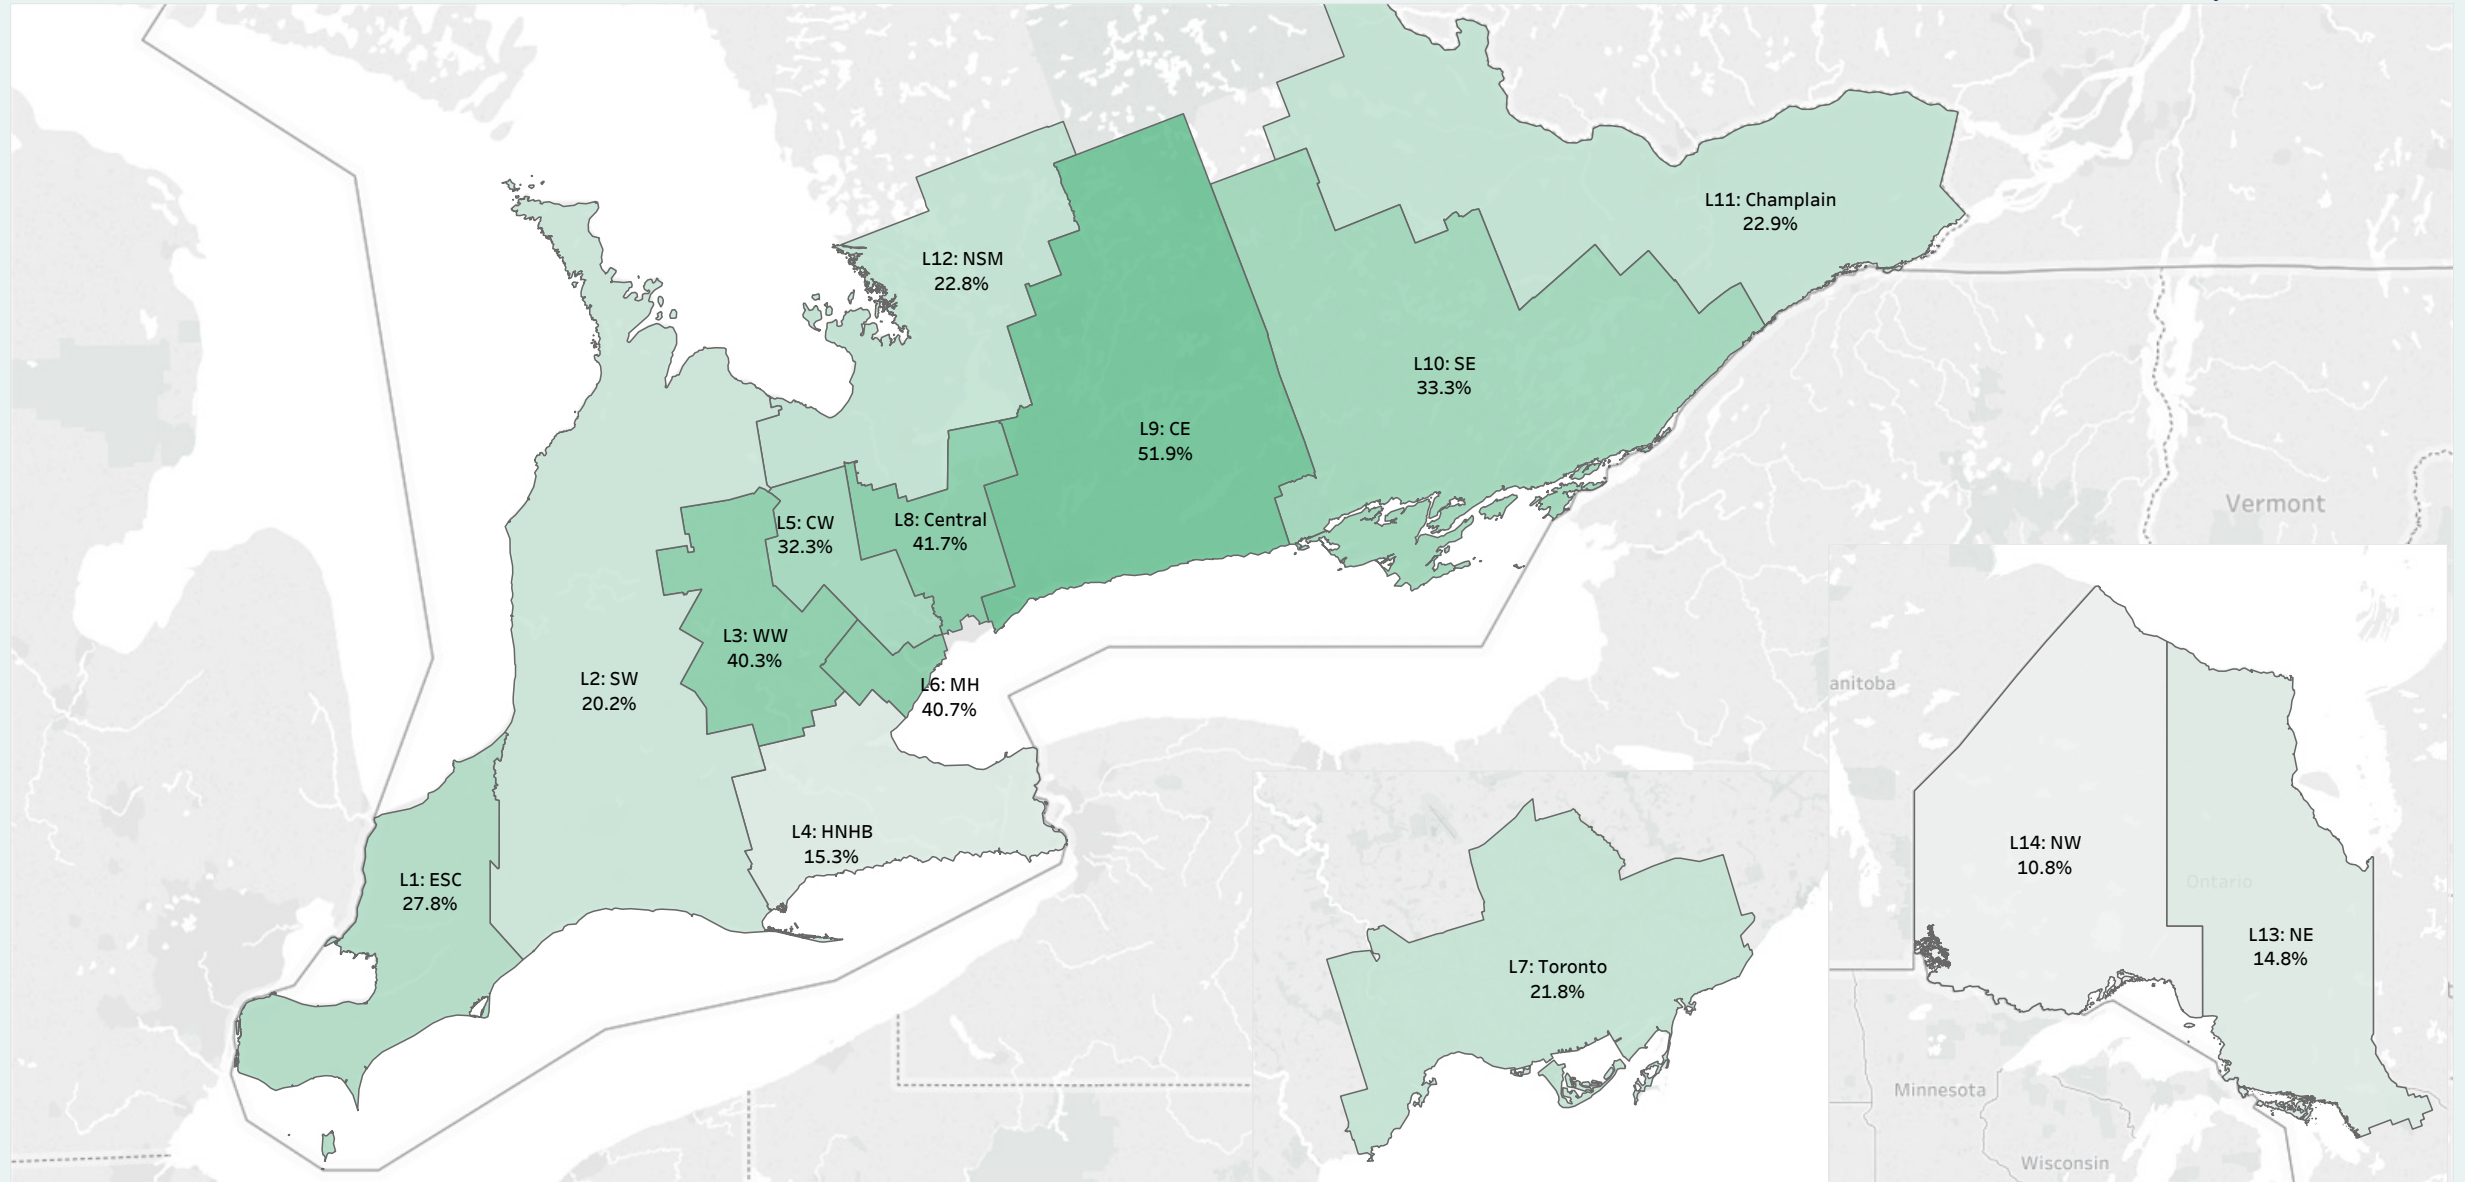 L11: Champlain
22.9%
L12: NSM
22.8%
L10: SE
33.3%
L9: CE
51.9%
L5: CW
32.3%
L8: Central
41.7%
Vermont
L3: WW
40.3%
L2: SW
20.2%
L6: MH
40.7%
anitoba
L4: HNHB
15.3%
L14: NW
10.8%
L1: ESC
27.8%
Ontario
L13: NE
14.8%
L7: Toronto
21.8%
Minnesota
Wisconsin